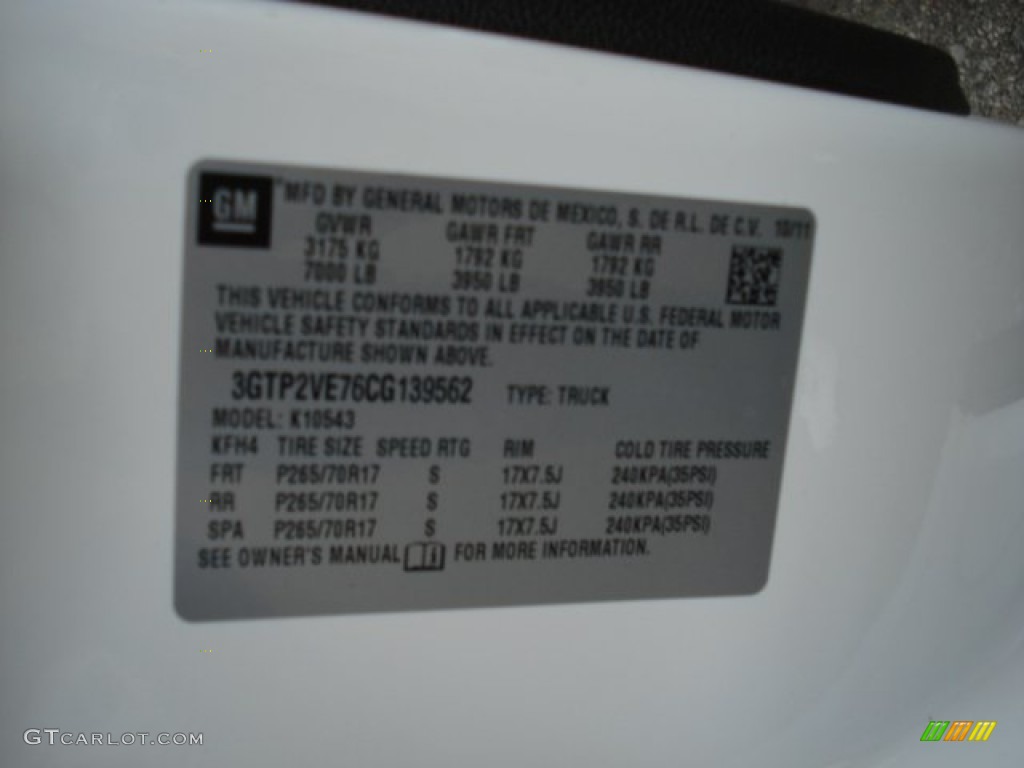 GM MFD BY GENERAL MOTORS DE MEXICO, S. DE R.L. DE C.V. 10/11
GVWR GAWR FRT GAWR RR
3175 KG 1792 KG 1792 KG
7000 LB 3950 LB 3950 LB
THIS VEHICLE CONFORMS TO ALL APPLICABLE U.S. FEDERAL MOTOR
VEHICLE SAFETY STANDARDS IN EFFECT ON THE DATE OF
MANUFACTURE SHOWN ABOVE.
3GTP2VE76CG139562 TYPE: TRUCK
MODEL: K10543
KFH4 TIRE SIZE SPEED RTG RIM COLD TIRE PRESSURE
FRT P265/70R17 S 17X7.5J 240KPA(35PSI)
RR P265/70R17 S 17X7.5J 240KPA(35PSI)
SPA P265/70R17 S 17X7.5J 240KPA(35PSI)
SEE OWNER'S MANUAL FOR MORE INFORMATION.
GTCARLOT.COM